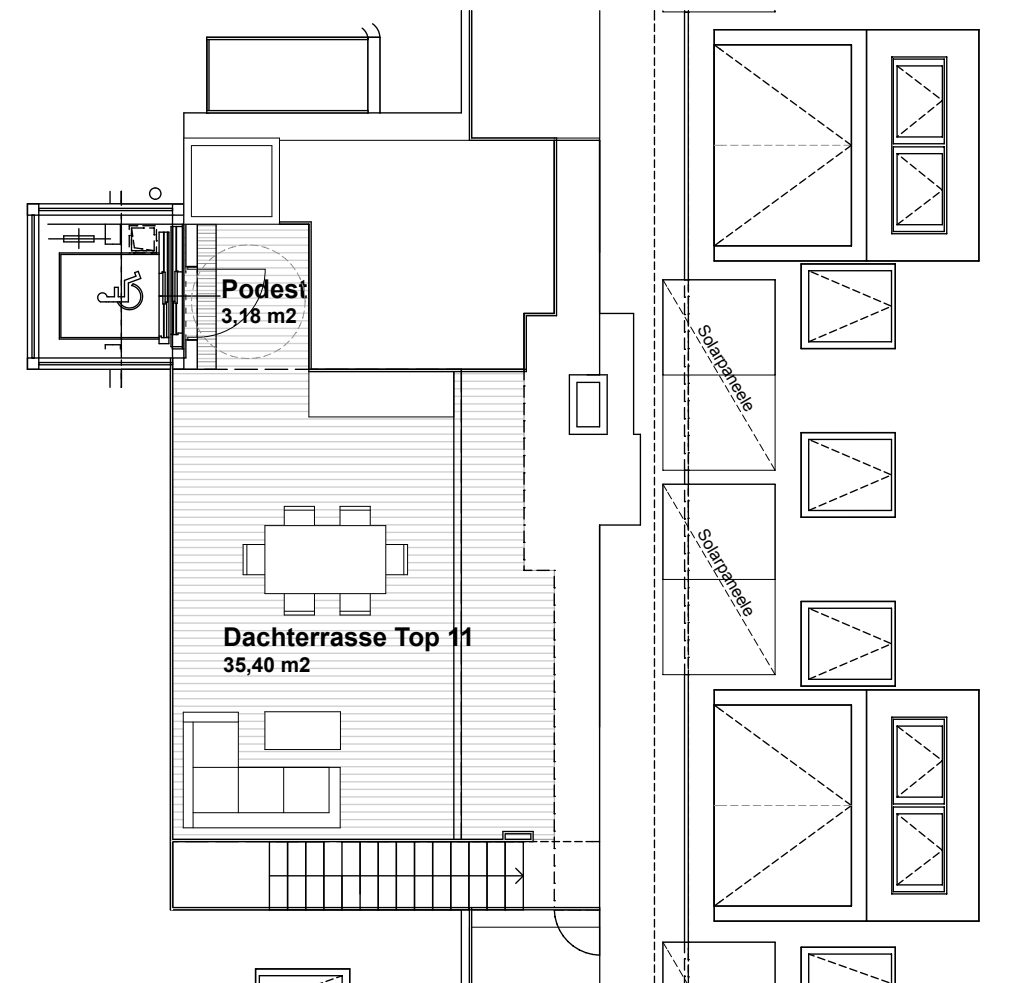 Podest
3,18 m2
Solarpaneele
Solarpaneele
Dachterrasse Top 11
35,40 m2